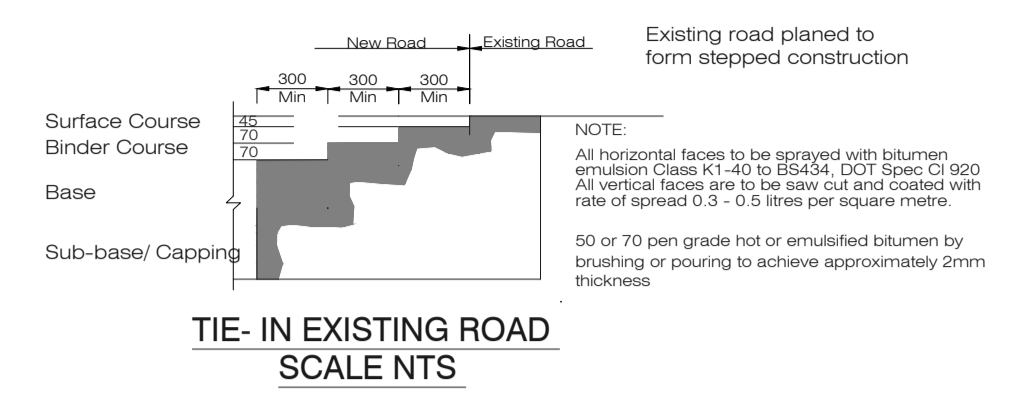 Existing road planed to
form stepped construction
New Road
Existing Road
300
Min
300
Min
300
Min
Surface Course
45
70
Binder Course
70
Base
Sub-base/ Capping
NOTE:
All horizontal faces to be sprayed with bitumen
emulsion Class K1-40 to BS434, DOT Spec Cl 920
All vertical faces are to be saw cut and coated with
rate of spread 0.3 - 0.5 litres per square metre.
50 or 70 pen grade hot or emulsified bitumen by
brushing or pouring to achieve approximately 2mm
thickness
TIE- IN EXISTING ROAD
SCALE NTS